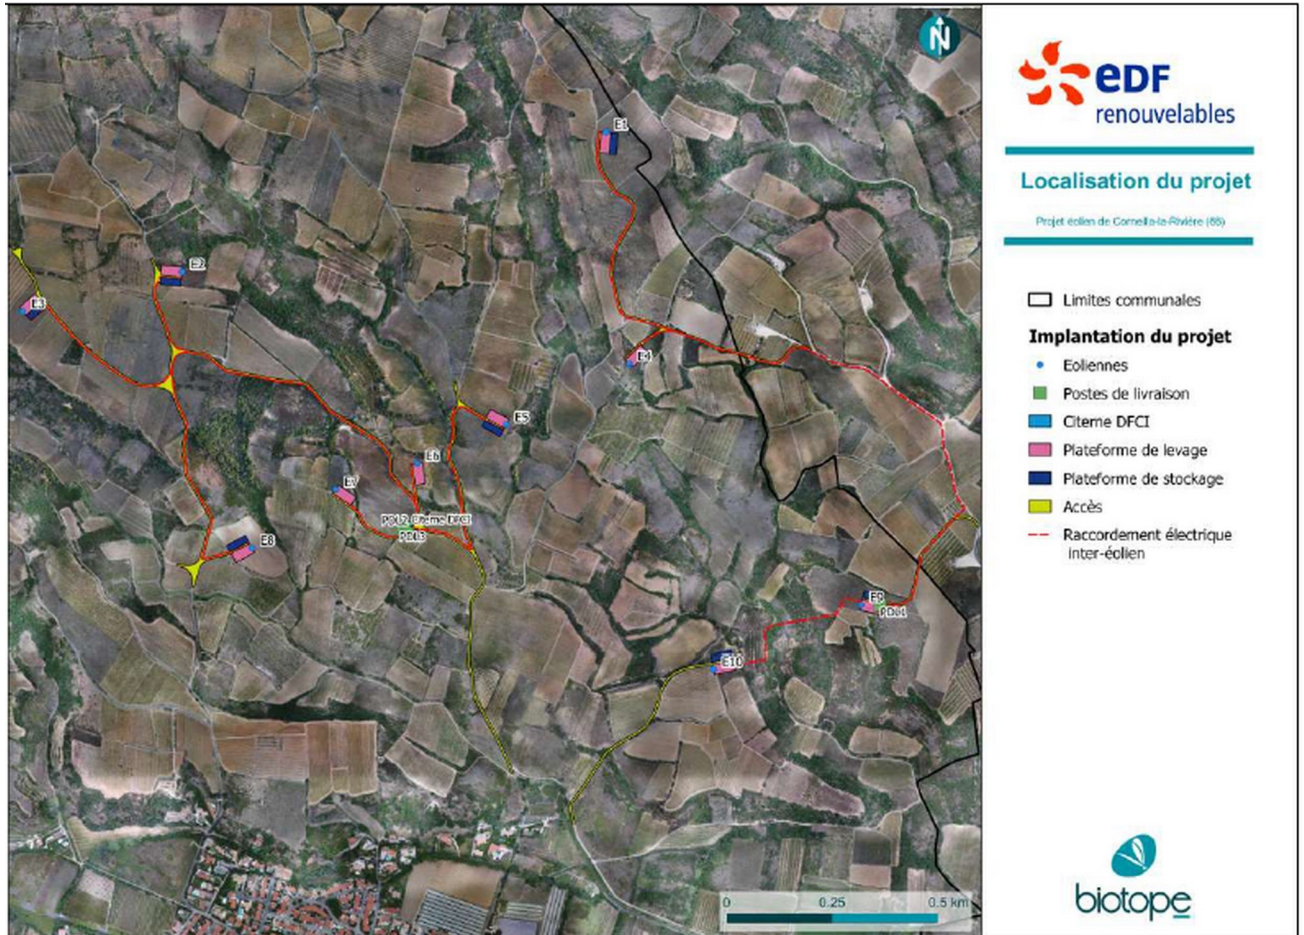 N
E1
E2
E3
E4
E5
E6
E7
PDL2 Citerne DFCI
PDL3
E8
E9
PDL1
E10
0 0.25 0.5 km
eDF
renouvelables
Localisation du projet
Projet éolien de Corneilla-la-Rivière (66)
Limites communales
Implantation du projet
Eoliennes
Postes de livraison
Citerne DFCI
Plateforme de levage
Plateforme de stockage
Accès
Raccordement électrique
inter-éolien
biotope